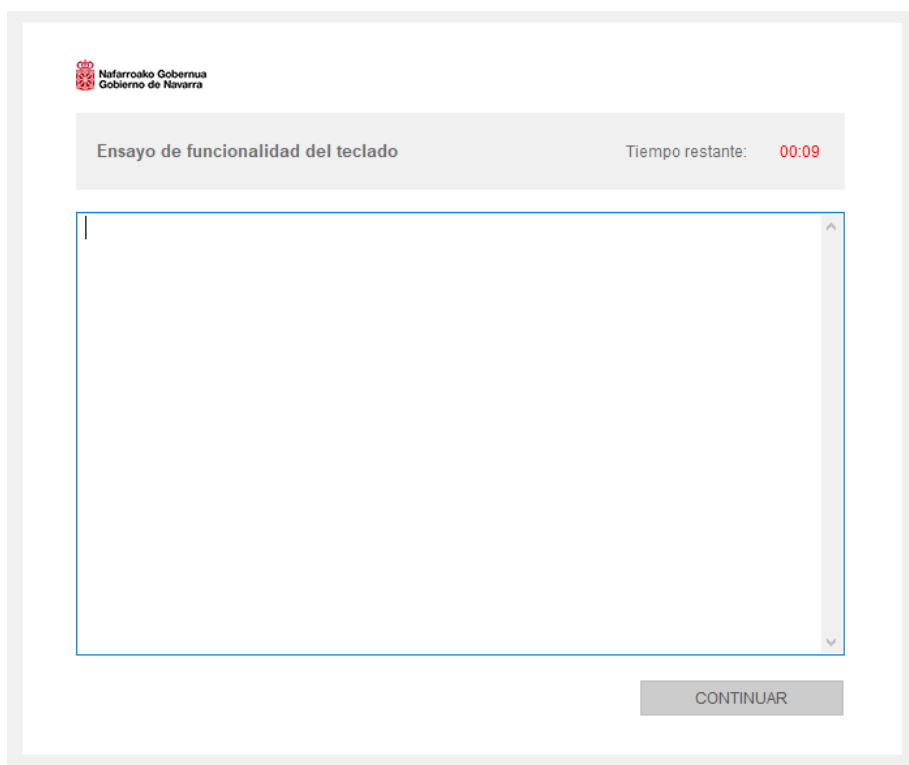 Nafarroako Gobernua
Gobierno de Navarra
Ensayo de funcionalidad del teclado
Tiempo restante: 00:09
CONTINUAR